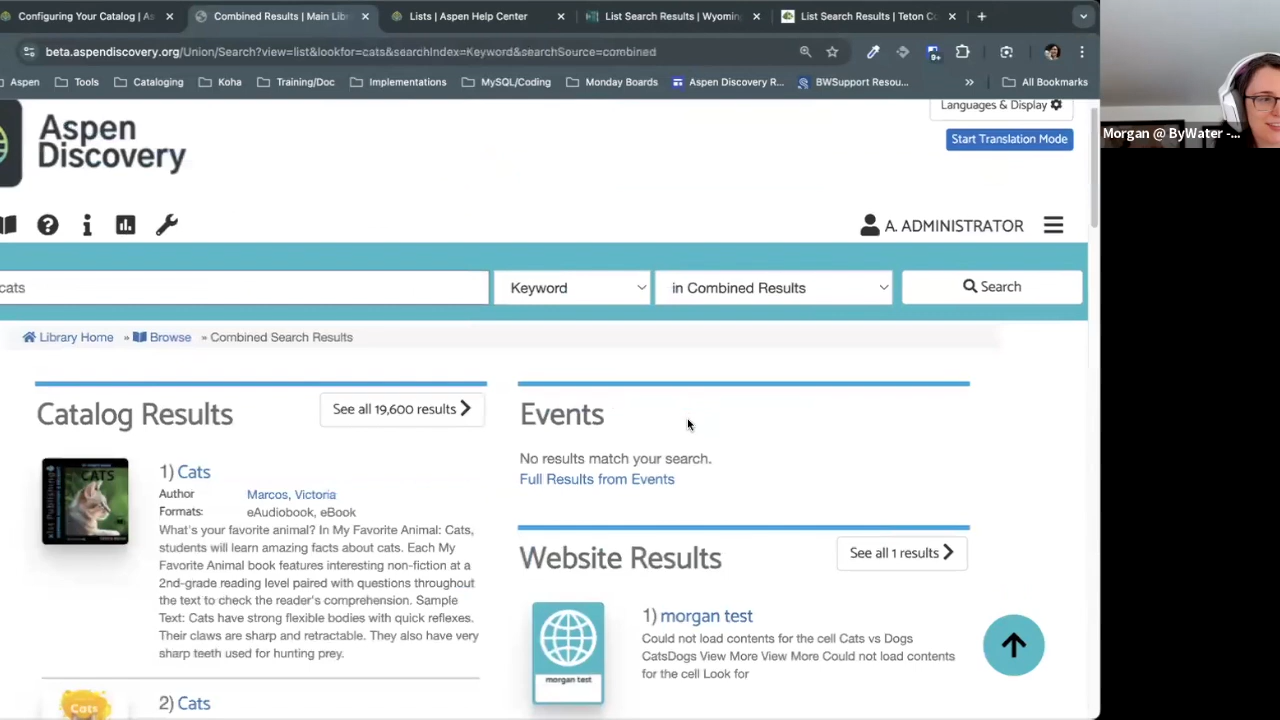 Configuring Your Catalog | As
Combined Results | Main Lib
Lists | Aspen Help Center
List Search Results | Wyoming
List Search Results | Teton C
beta.aspendiscovery.org/Union/Search?view=list&lookfor=cats&searchIndex=Keyword&searchSource=combined
9+
Aspen
Tools
Cataloging
Koha
Training/Doc
Implementations
MySQL/Coding
Monday Boards
Aspen Discovery R...
BWSupport Resou...
All Bookmarks
Morgan @ ByWater -...
Aspen
Discovery
Languages & Display
Start Translation Mode
A. ADMINISTRATOR
cats
Keyword
in Combined Results
Search
Library Home » Browse » Combined Search Results
Catalog Results
See all 19,600 results
1) Cats
Author Marcos, Victoria
Formats: eAudiobook, eBook
What's your favorite animal? In My Favorite Animal: Cats,
students will learn amazing facts about cats. Each My
Favorite Animal book features interesting non-fiction at a
2nd-grade reading level paired with questions throughout
the text to check the reader's comprehension. Sample
Text: Cats have strong flexible bodies with quick reflexes.
Their claws are sharp and retractable. They also have very
sharp teeth used for hunting prey.
CATS
2) Cats
Cats
Events
No results match your search.
Full Results from Events
Website Results
See all 1 results
1) morgan test
Could not load contents for the cell Cats vs Dogs
CatsDogs View More View More Could not load contents
for the cell Look for
morgan test